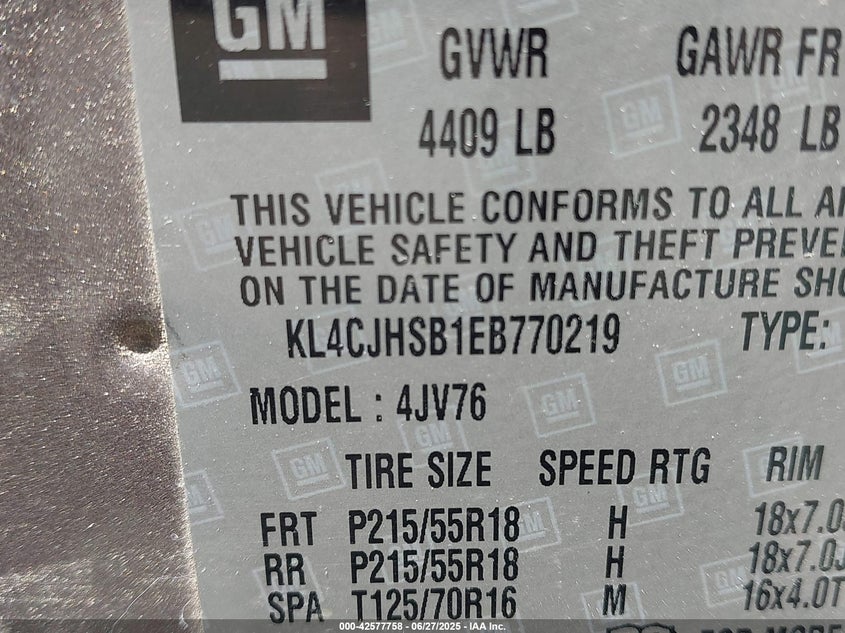 GM
GVWR GAWR FR
4409 LB 2348 LB
THIS VEHICLE CONFORMS TO ALL
VEHICLE SAFETY AND THEFT
ON THE DATE OF MANUFACTURE
KL4CJHSB1EB770219 TYPE:
MODEL : 4JV76
TIRE SIZE SPEED RTG RIM
FRT P215/55R18 H 18x7.0J
RR P215/55R18 H 18x7.0J
SPA T125/70R16 M 16x4.0T
000-42577758 - 06/27/2025 - IAA Inc.